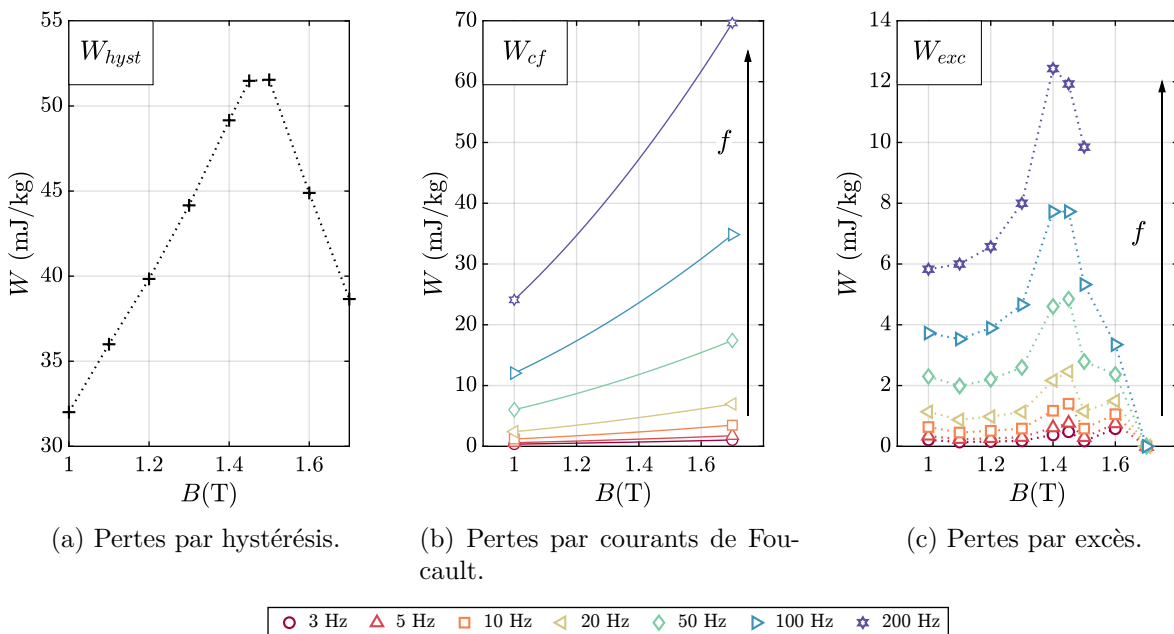 W_hyst
W (mJ/kg)
55
50
45
40
35
30
1
1.2
1.4
1.6
B(T)
(a) Pertes par hystérésis.
W_cf
W (mJ/kg)
70
60
50
40
30
20
10
0
1
1.2
1.4
1.6
B(T)
f
(b) Pertes par courants de Fou-
cault.
W_exc
W (mJ/kg)
14
12
10
8
6
4
2
0
1
1.2
1.4
1.6
B(T)
f
(c) Pertes par excès.
3 Hz 5 Hz 10 Hz 20 Hz 50 Hz 100 Hz 200 Hz